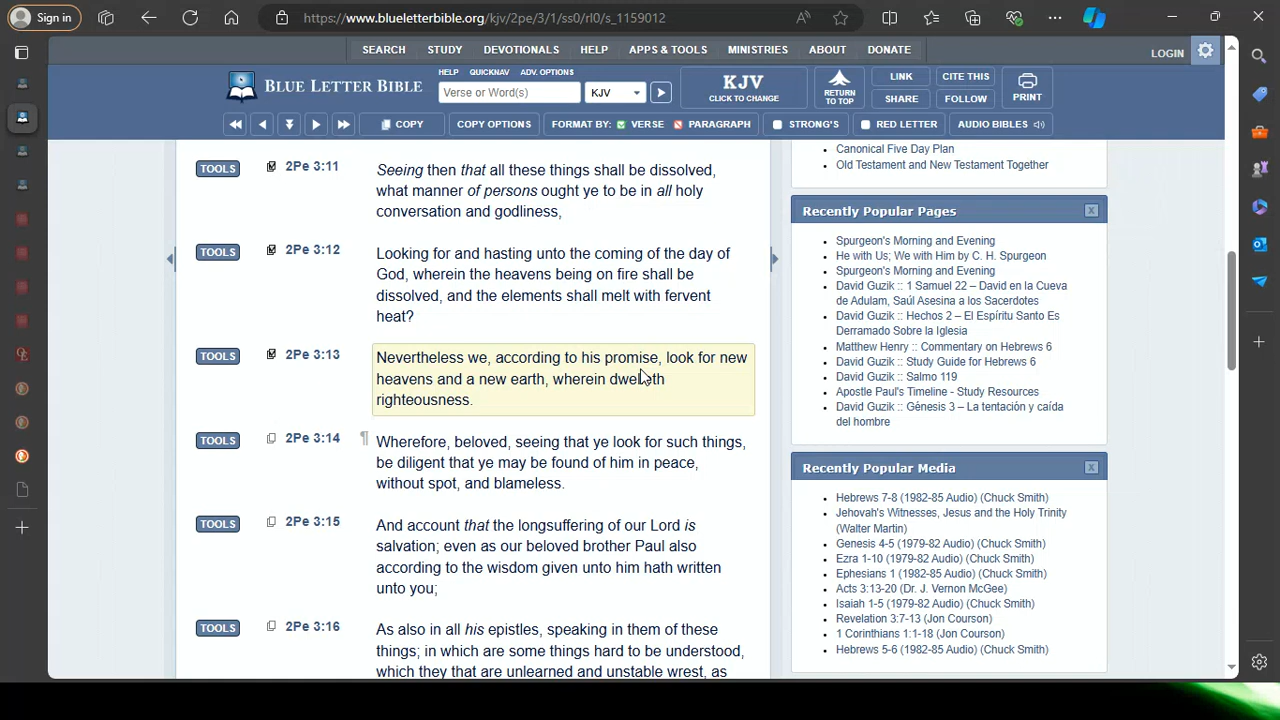 Sign in
https://www.blueletterbible.org/kjv/2pe/3/1/ss0/rl0/s_1159012
SEARCH STUDY DEVOTIONALS HELP APPS & TOOLS MINISTRIES ABOUT DONATE
LOGIN
BLUE LETTER BIBLE
HELP QUICKNAV ADV. OPTIONS
Verse or Word(s)
KJV
KJV
CLICK TO CHANGE
RETURN
TO TOP
LINK
CITE THIS
SHARE
FOLLOW
PRINT
COPY
COPY OPTIONS
FORMAT BY: VERSE PARAGRAPH
STRONG'S
RED LETTER
AUDIO BIBLES
TOOLS
2Pe 3:11
Seeing then that all these things shall be dissolved,
what manner of persons ought ye to be in all holy
conversation and godliness,
TOOLS
2Pe 3:12
Looking for and hasting unto the coming of the day of
God, wherein the heavens being on fire shall be
dissolved, and the elements shall melt with fervent
heat?
TOOLS
2Pe 3:13
Nevertheless we, according to his promise, look for new
heavens and a new earth, wherein dwelleth
righteousness.
TOOLS
2Pe 3:14
¶ Wherefore, beloved, seeing that ye look for such things,
be diligent that ye may be found of him in peace,
without spot, and blameless.
TOOLS
2Pe 3:15
And account that the longsuffering of our Lord is
salvation; even as our beloved brother Paul also
according to the wisdom given unto him hath written
unto you;
TOOLS
2Pe 3:16
As also in all his epistles, speaking in them of these
things; in which are some things hard to be understood,
which they that are unlearned and unstable wrest, as
Canonical Five Day Plan
Old Testament and New Testament Together
Recently Popular Pages
Spurgeon's Morning and Evening
He with Us; We with Him by C. H. Spurgeon
Spurgeon's Morning and Evening
David Guzik :: 1 Samuel 22 – David en la Cueva
de Adulam, Saúl Asesina a los Sacerdotes
David Guzik :: Hechos 2 – El Espíritu Santo Es
Derramado Sobre la Iglesia
Matthew Henry :: Commentary on Hebrews 6
David Guzik :: Study Guide for Hebrews 6
David Guzik :: Salmo 119
Apostle Paul's Timeline - Study Resources
David Guzik :: Génesis 3 – La tentación y caída
del hombre
Recently Popular Media
Hebrews 7-8 (1982-85 Audio) (Chuck Smith)
Jehovah's Witnesses, Jesus and the Holy Trinity
(Walter Martin)
Genesis 4-5 (1979-82 Audio) (Chuck Smith)
Ezra 1-10 (1979-82 Audio) (Chuck Smith)
Ephesians 1 (1982-85 Audio) (Chuck Smith)
Acts 3:13-20 (Dr. J. Vernon McGee)
Isaiah 1-5 (1979-82 Audio) (Chuck Smith)
Revelation 3:7-13 (Jon Courson)
1 Corinthians 1:1-18 (Jon Courson)
Hebrews 5-6 (1982-85 Audio) (Chuck Smith)